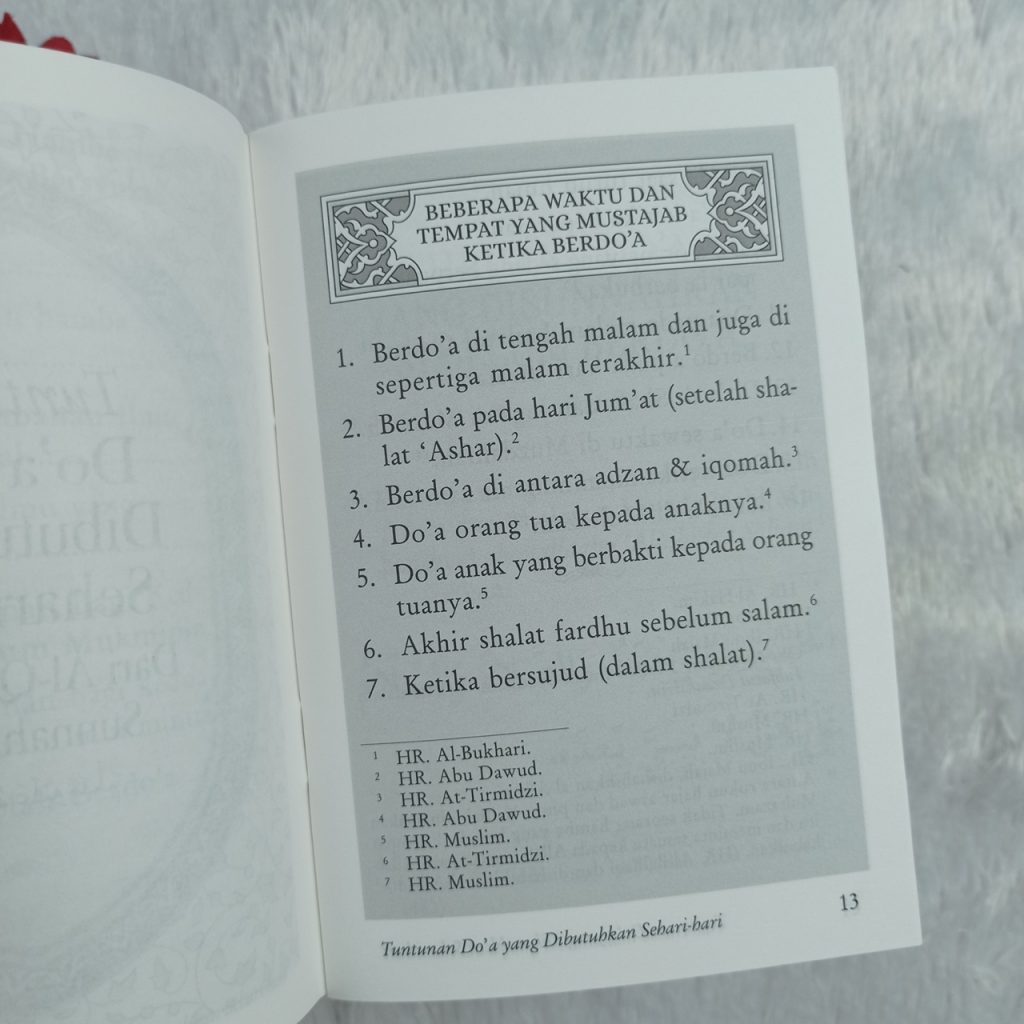 BEBERAPA WAKTU DAN
TEMPAT YANG MUSTAJAB
KETIKA BERDO’A
1. Berdo’a di tengah malam dan juga di
sepertiga malam terakhir.¹
2. Berdo’a pada hari Jum’at (setelah sha-
lat ‘Ashar).²
3. Berdo’a di antara adzan & iqomah.³
4. Do’a orang tua kepada anaknya.⁴
5. Do’a anak yang berbakti kepada orang
tuanya.⁵
6. Akhir shalat fardhu sebelum salam.⁶
7. Ketika bersujud (dalam shalat).⁷
¹ HR. Al-Bukhari.
² HR. Abu Dawud.
³ HR. At-Tirmidzi.
⁴ HR. Abu Dawud.
⁵ HR. Muslim.
⁶ HR. At-Tirmidzi.
⁷ HR. Muslim.
Tuntunan Do’a yang Dibutuhkan Sehari-hari
13